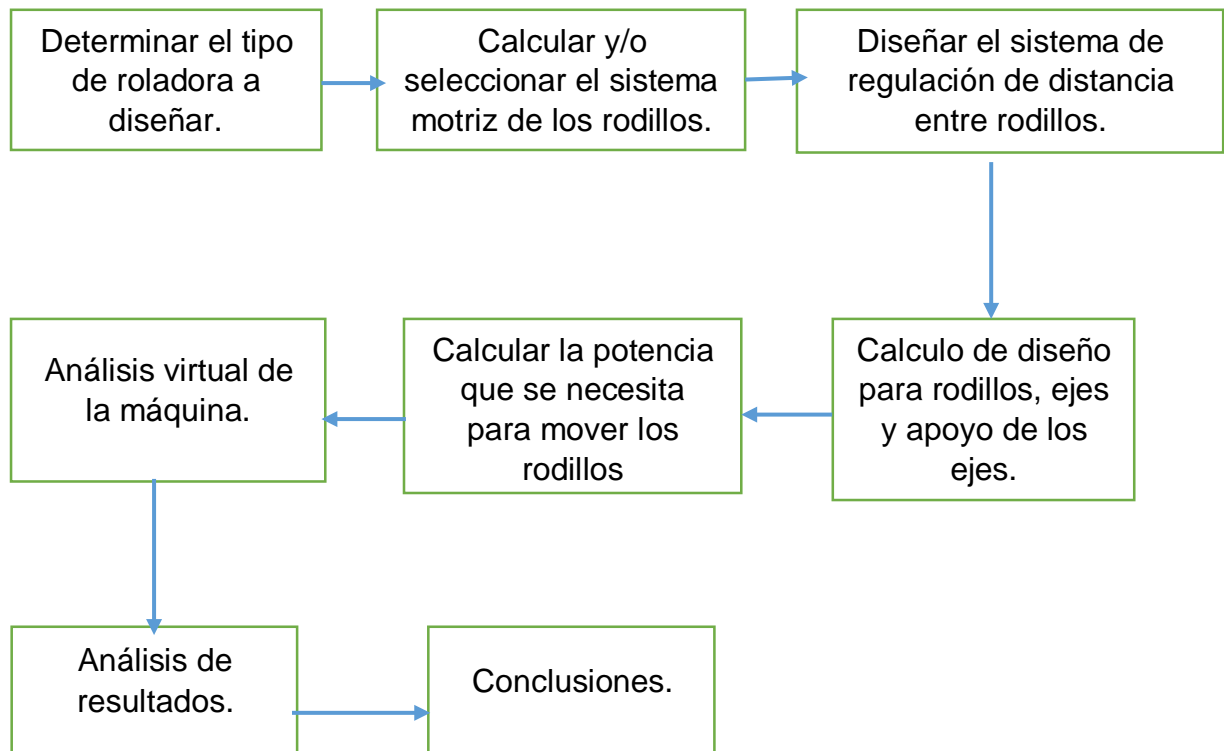 Determinar el tipo
de roladora a
diseñar.
Calcular y/o
seleccionar el sistema
motriz de los rodillos.
Diseñar el sistema de
regulación de distancia
entre rodillos.
Calculo de diseño
para rodillos, ejes
y apoyo de los
ejes.
Calcular la potencia
que se necesita
para mover los
rodillos
Análisis virtual de
la máquina.
Análisis de
resultados.
Conclusiones.